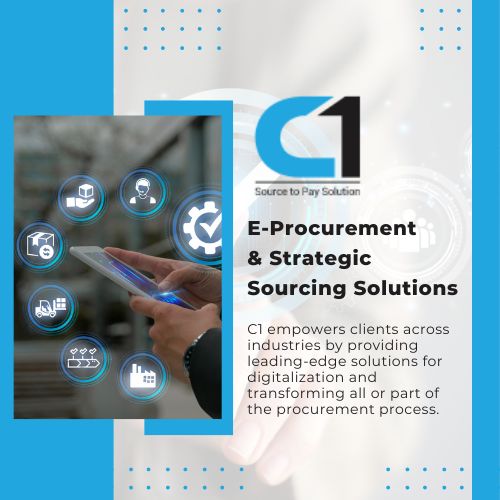 C1
Source to Pay Solution
E-Procurement
& Strategic
Sourcing Solutions
C1 empowers clients across
industries by providing
leading-edge solutions for
digitalization and
transforming all or part of
the procurement process.